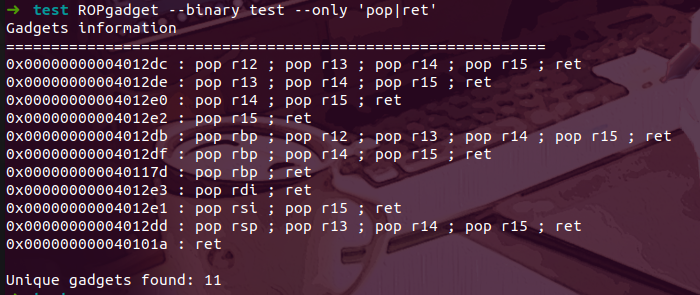 ➜ test ROPgadget --binary test --only 'pop|ret'
Gadgets information
============================================================
0x00000000004012dc : pop r12 ; pop r13 ; pop r14 ; pop r15 ; ret
0x00000000004012de : pop r13 ; pop r14 ; pop r15 ; ret
0x00000000004012e0 : pop r14 ; pop r15 ; ret
0x00000000004012e2 : pop r15 ; ret
0x00000000004012db : pop rbp ; pop r12 ; pop r13 ; pop r14 ; pop r15 ; ret
0x00000000004012df : pop rbp ; pop r14 ; pop r15 ; ret
0x000000000040117d : pop rbp ; ret
0x00000000004012e3 : pop rdi ; ret
0x00000000004012e1 : pop rsi ; pop r15 ; ret
0x00000000004012dd : pop rsp ; pop r13 ; pop r14 ; pop r15 ; ret
0x000000000040101a : ret

Unique gadgets found: 11